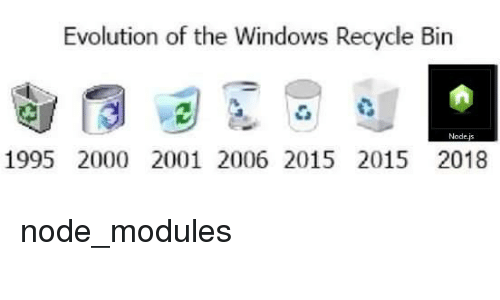 Evolution of the Windows Recycle Bin
Node.js
1995 2000 2001 2006 2015 2015 2018
node_modules